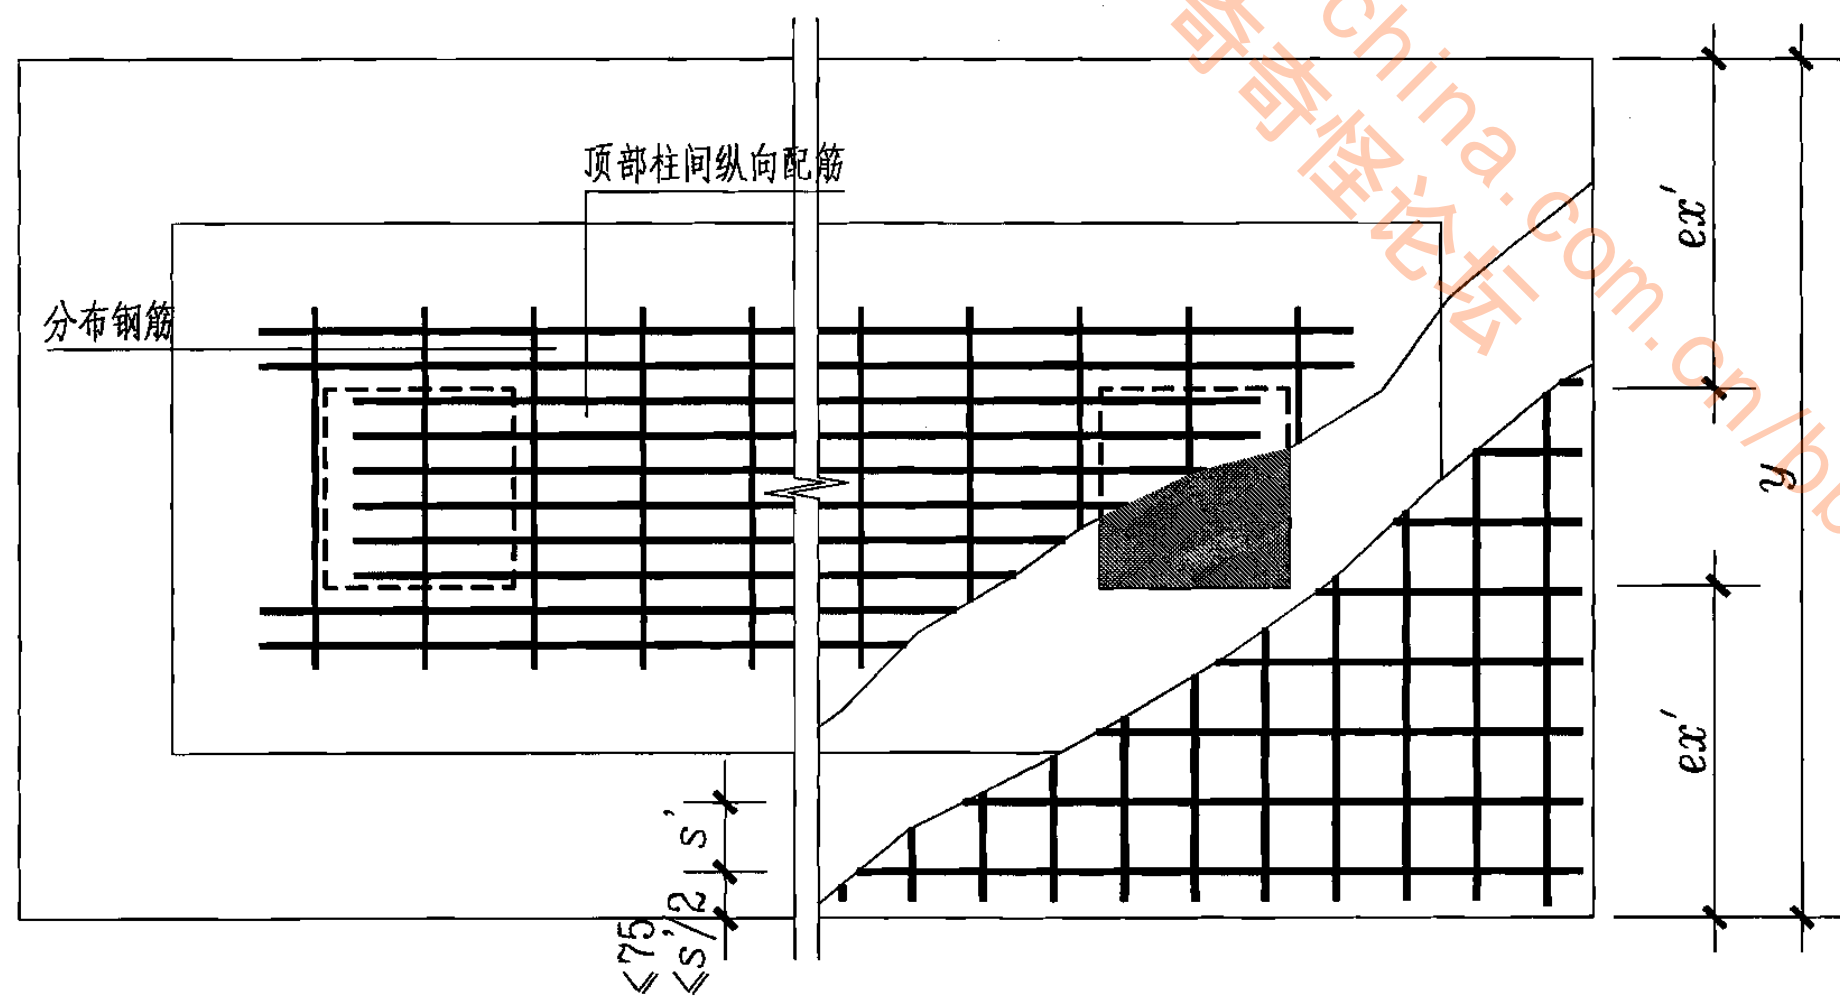 china.com.cn/bb
奇奇怪论坛
顶部柱间纵向配筋
分布钢筋
ex'
y
ex'
s'
≤75
≤s'/2